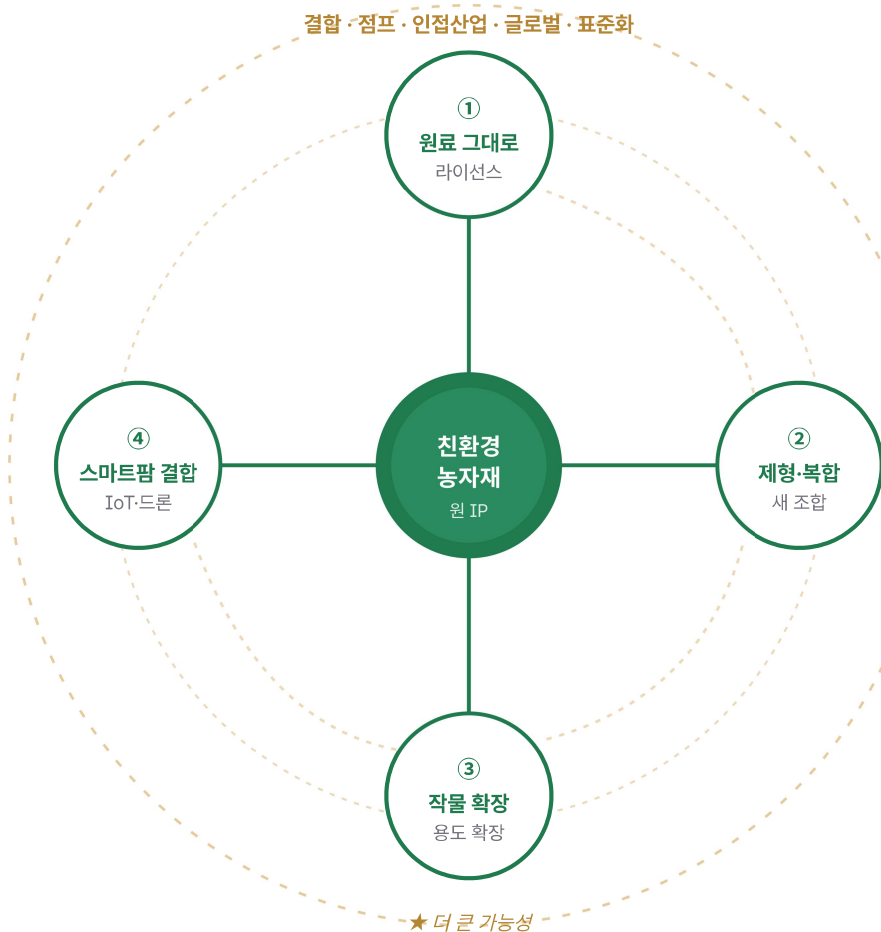 결합 · 점프 · 인접산업 · 글로벌 · 표준화
①
원료 그대로
라이선스
④
스마트팜 결합
IoT·드론
친환경
농자재
원 IP
②
제형·복합
새 조합
③
작물 확장
용도 확장
★ 더 큰 가능성